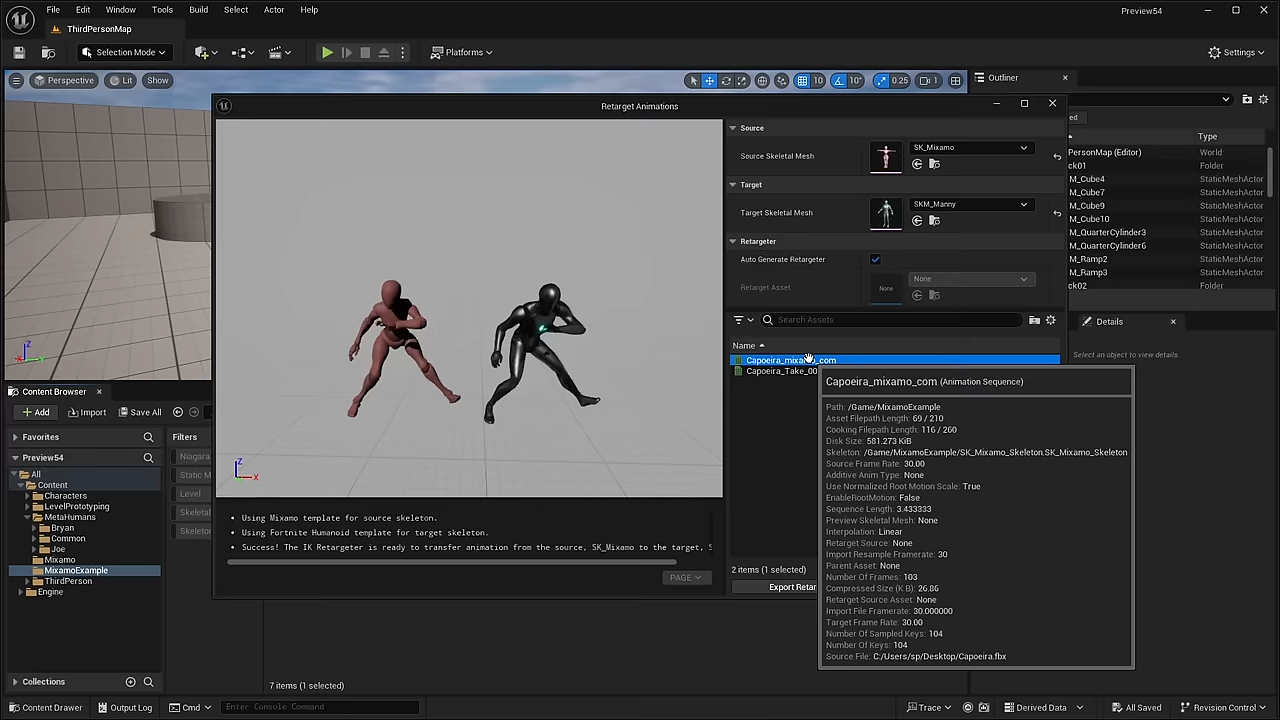 File Edit Window Tools Build Select Actor Help
Preview54
ThirdPersonMap
Selection Mode
Platforms
Settings
Perspective Lit Show
10 10° 0.25 1
Outliner
Retarget Animations
Source
Source Skeletal Mesh SK_Mixamo
Target
Target Skeletal Mesh SKM_Manny
Retargeter
Auto Generate Retargeter
Retarget Asset None None
Search Assets
Name
Capoeira_mixamo_com
Capoeira_Take_00
ed
Type
PersonMap (Editor) World
ck01 Folder
M_Cube4 StaticMeshActor
M_Cube7 StaticMeshActor
M_Cube9 StaticMeshActor
M_Cube10 StaticMeshActor
M_QuarterCylinder3 StaticMeshActor
M_QuarterCylinder6 StaticMeshActor
M_Ramp2 StaticMeshActor
M_Ramp3 StaticMeshActor
ck02 Folder
Details
Select an object to view details
Capoeira_mixamo_com (Animation Sequence)
Path: /Game/MixamoExample
Asset Filepath Length: 69 / 210
Cooking Filepath Length: 116 / 260
Disk Size: 581.273 KiB
Skeleton: /Game/MixamoExample/SK_Mixamo_Skeleton.SK_Mixamo_Skeleton
Source Frame Rate: 30.00
Additive Anim Type: None
Use Normalized Root Motion Scale: True
EnableRootMotion: False
Sequence Length: 3.433333
Preview Skeletal Mesh: None
Interpolation: Linear
Retarget Source: None
Import Resample Framerate: 30
Parent Asset: None
Number Of Frames: 103
Compressed Size (K B): 26.86
Retarget Source Asset: None
Import File Framerate: 30.000000
Target Frame Rate: 30.00
Number Of Sampled Keys: 104
Number Of Keys: 104
Source File: C:/Users/sp/Desktop/Capoeira.fbx
Z
X
Y
Z
X
Using Mixamo template for source skeleton.
Using Fortnite Humanoid template for target skeleton.
Success! The IK Retargeter is ready to transfer animation from the source, SK_Mixamo to the target, S
PAGE
2 items (1 selected)
Export Retar
Content Browser
Add Import Save All
Favorites
Filters
Preview54
Niagara
Static M
Level
Skeletal
Skeleton
All
Content
Characters
LevelPrototyping
MetaHumans
Bryan
Common
Joe
Mixamo
MixamoExample
ThirdPerson
Engine
Collections
7 items (1 selected)
Content Drawer Output Log Cmd Enter Console Command
Trace Derived Data All Saved Revision Control